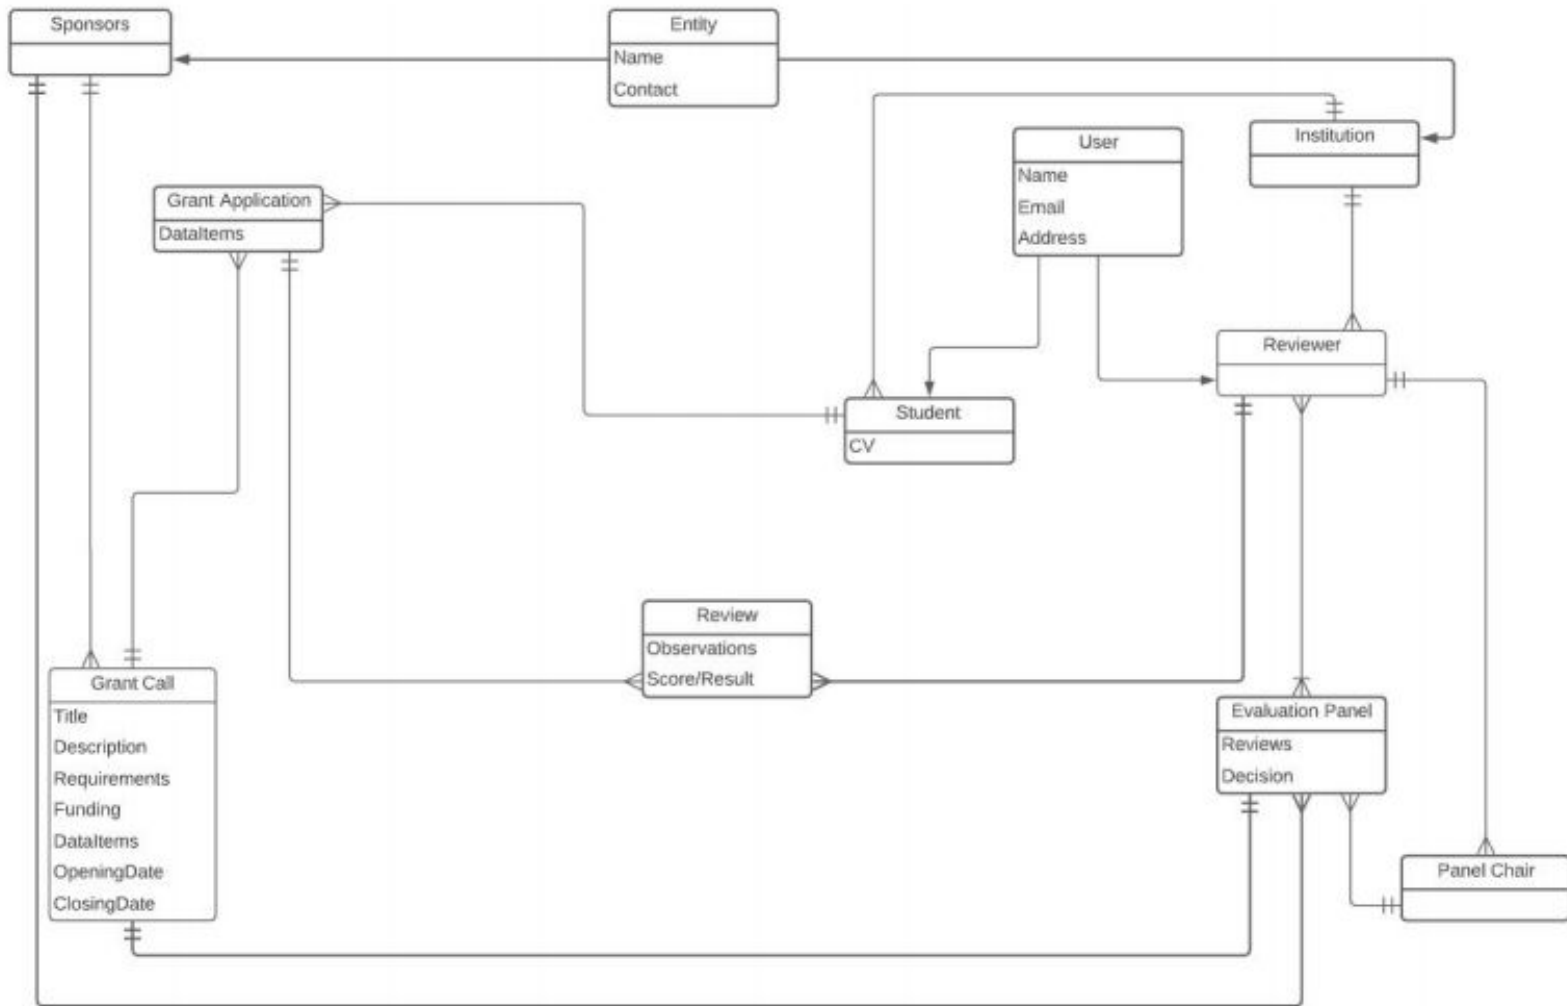 Sponsors
Entity
Name
Contact
Institution
User
Name
Email
Address
Grant Application
DataItems
Reviewer
Student
CV
Review
Observations
Score/Result
Grant Call
Title
Description
Requirements
Funding
DataItems
OpeningDate
ClosingDate
Evaluation Panel
Reviews
Decision
Panel Chair